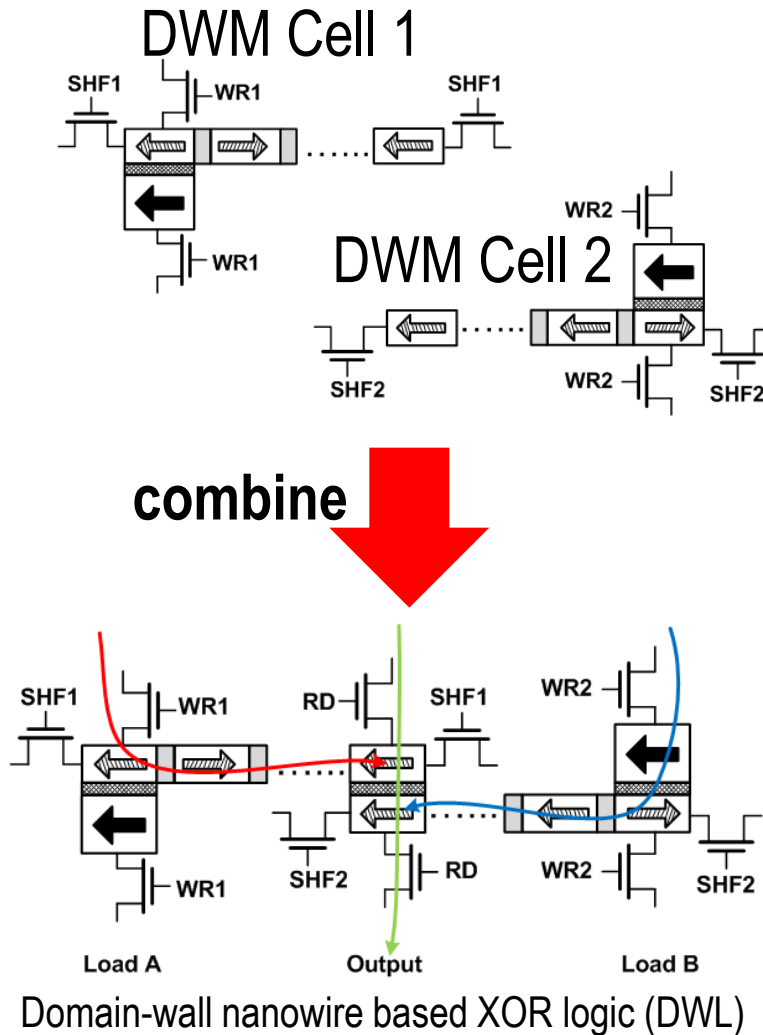 DWM Cell 1
SHF1
WR1
SHF1
WR1
WR2
DWM Cell 2
SHF2
WR2
SHF2
combine
SHF1
WR1
RD
SHF1
WR2
SHF2
WR1
RD
WR2
SHF2
Load A
Output
Load B
Domain-wall nanowire based XOR logic (DWL)